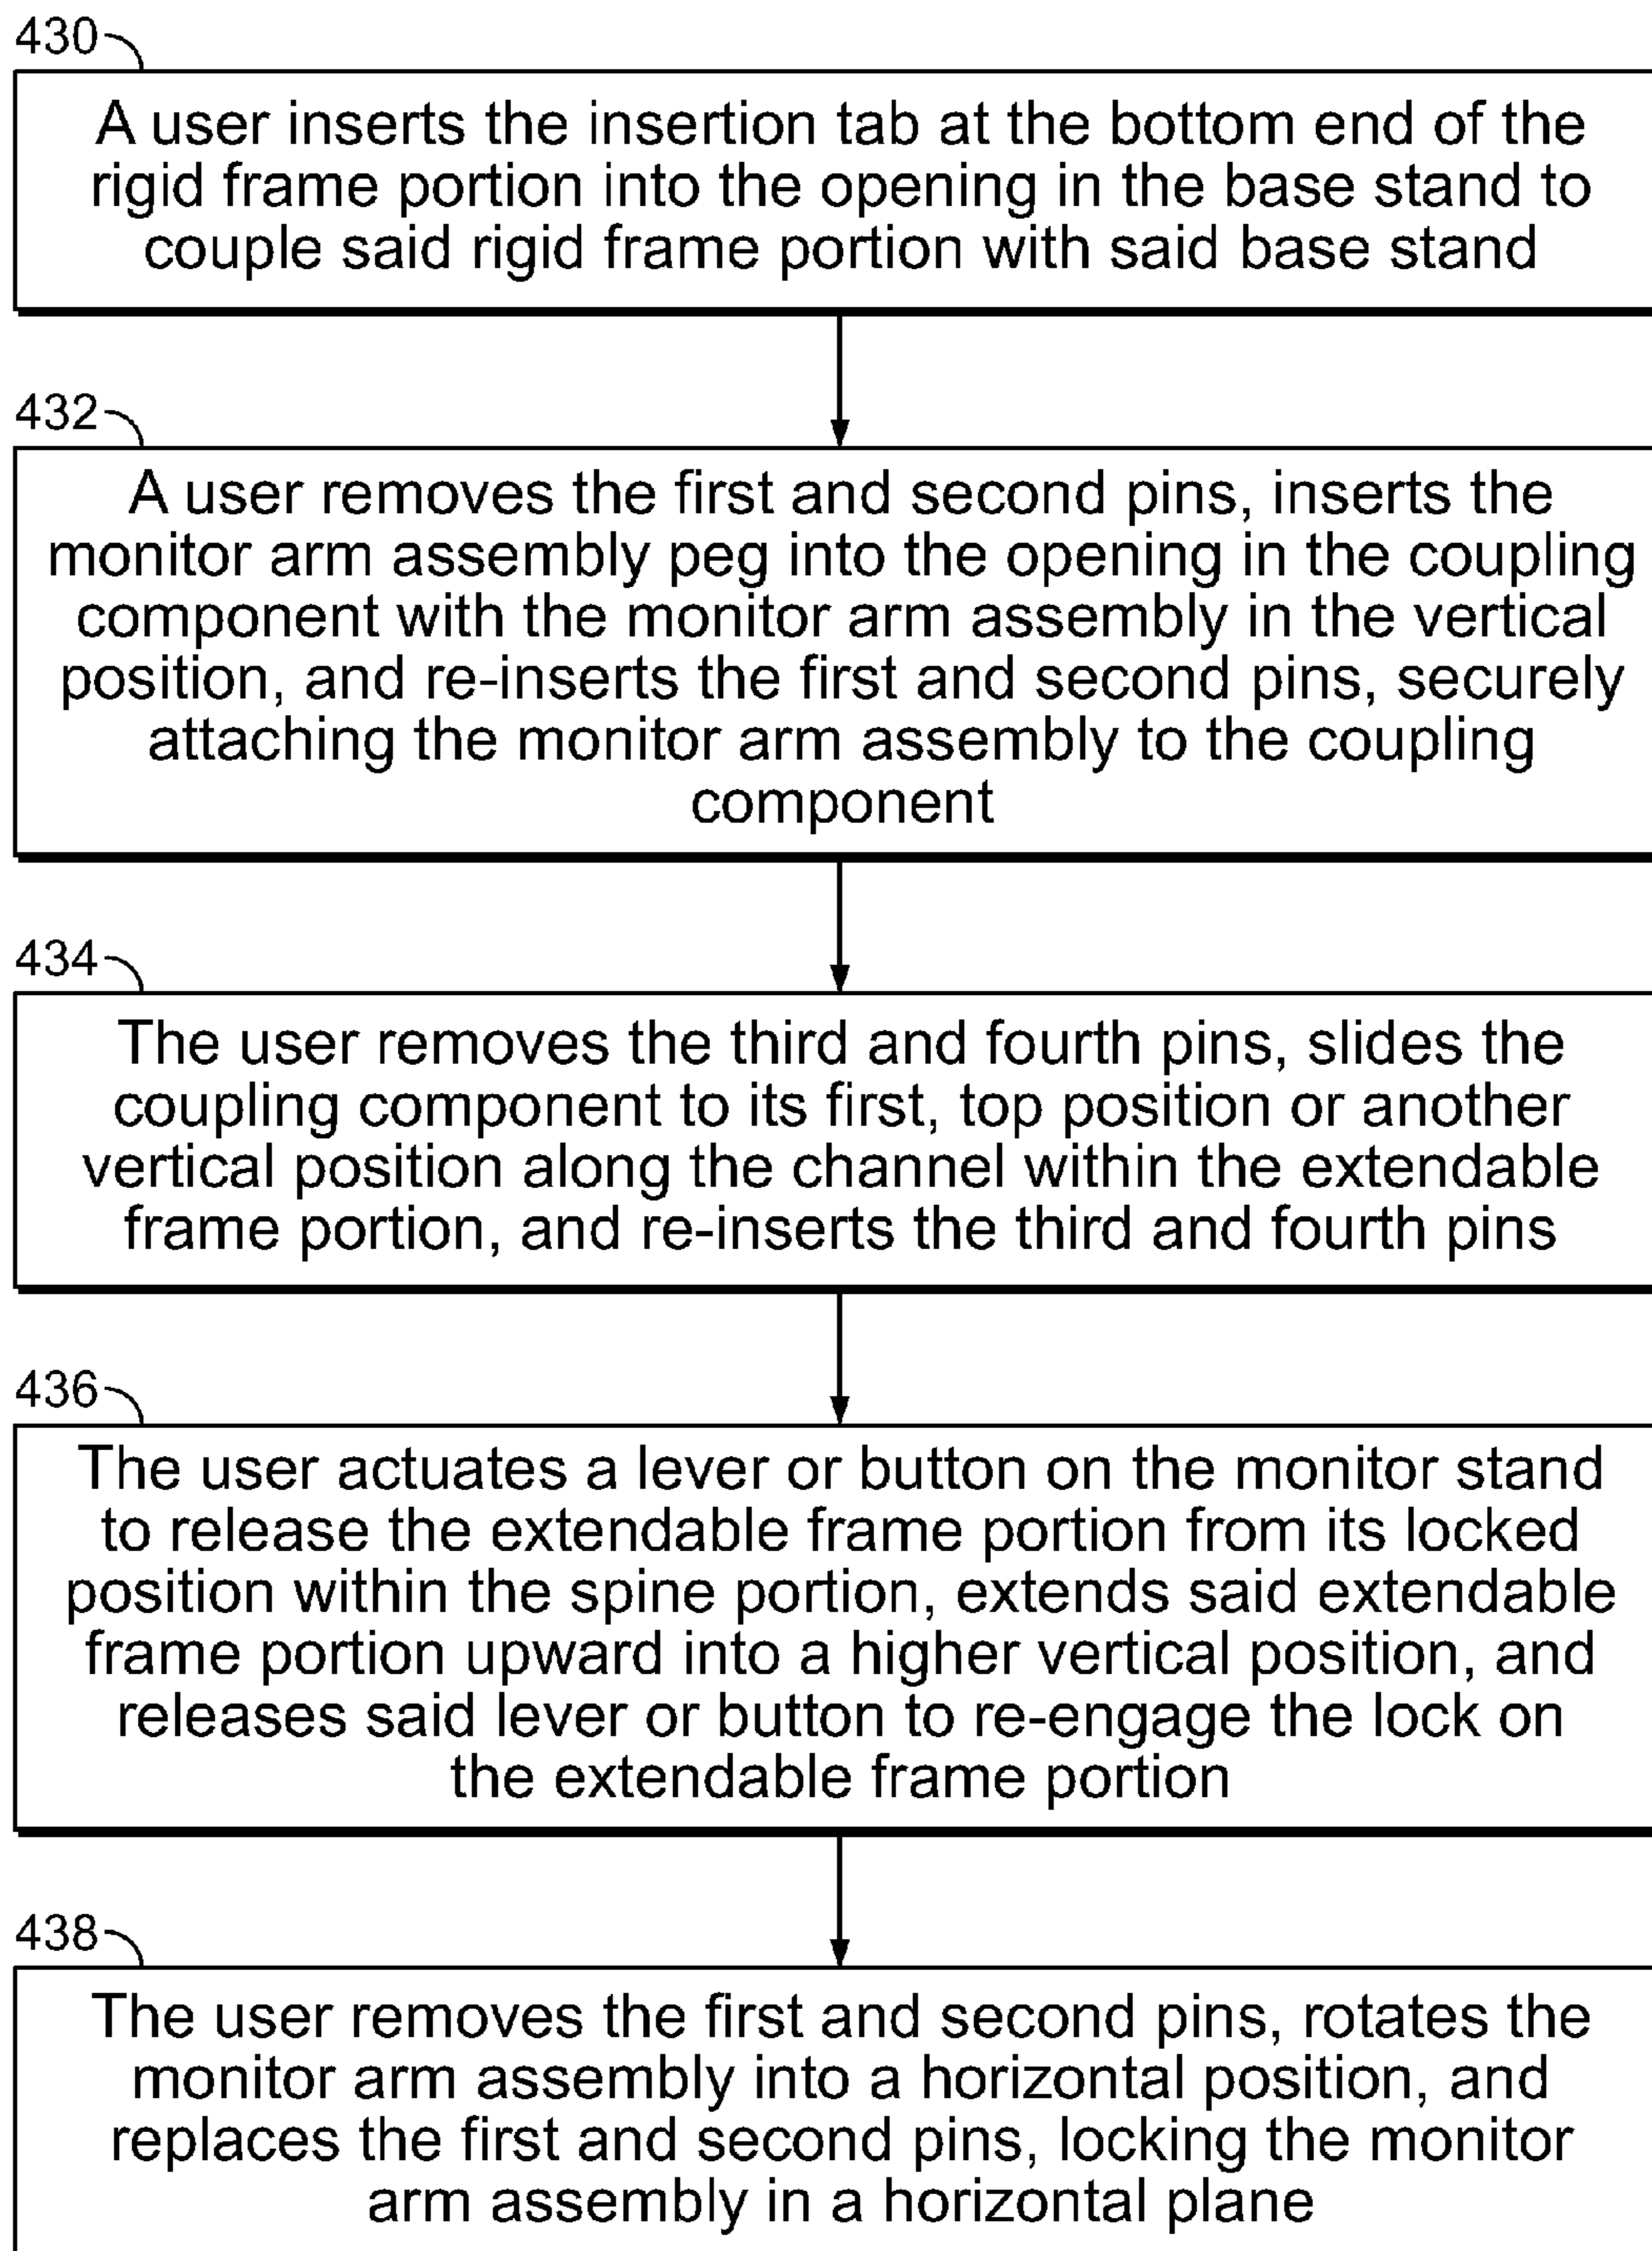 430
A user inserts the insertion tab at the bottom end of the
rigid frame portion into the opening in the base stand to
couple said rigid frame portion with said base stand
432
A user removes the first and second pins, inserts the
monitor arm assembly peg into the opening in the coupling
component with the monitor arm assembly in the vertical
position, and re-inserts the first and second pins, securely
attaching the monitor arm assembly to the coupling
component
434
The user removes the third and fourth pins, slides the
coupling component to its first, top position or another
vertical position along the channel within the extendable
frame portion, and re-inserts the third and fourth pins
436
The user actuates a lever or button on the monitor stand
to release the extendable frame portion from its locked
position within the spine portion, extends said extendable
frame portion upward into a higher vertical position, and
releases said lever or button to re-engage the lock on
the extendable frame portion
438
The user removes the first and second pins, rotates the
monitor arm assembly into a horizontal position, and
replaces the first and second pins, locking the monitor
arm assembly in a horizontal plane